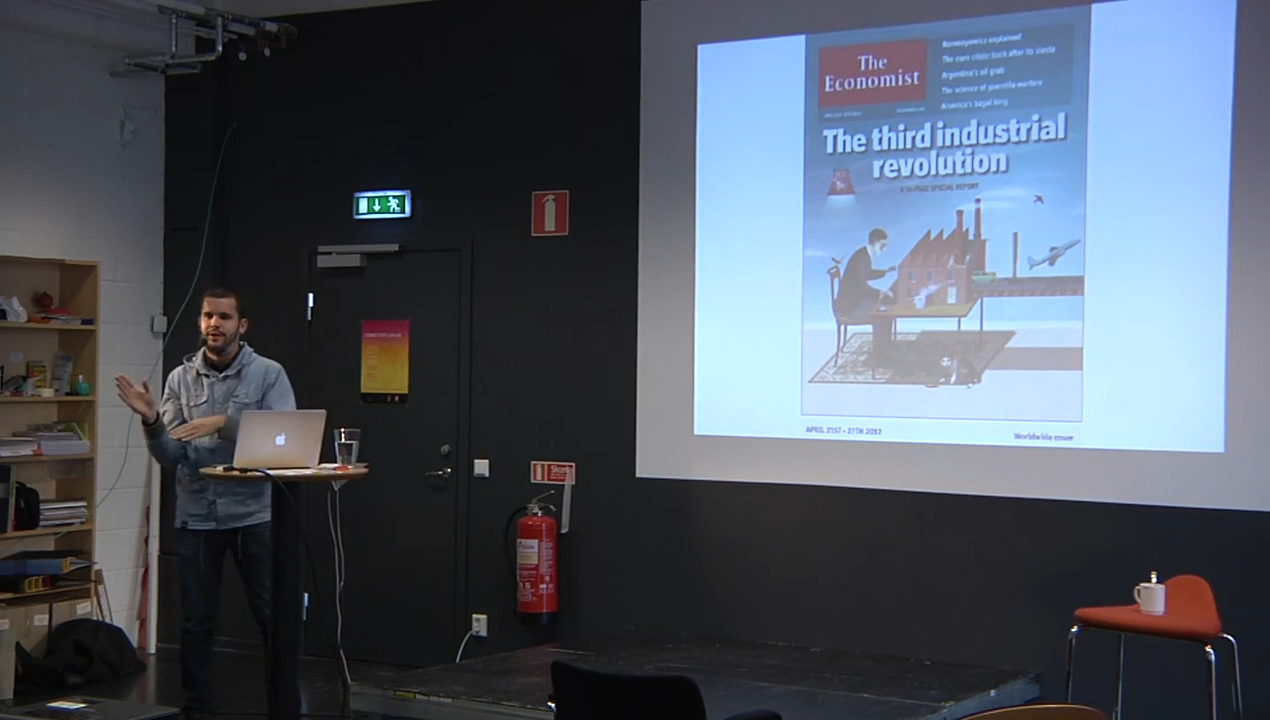 The
Economist
Romneyomics explained
The euro crisis: back after its siesta
Argentina's oil grab
The science of guerrilla warfare
America's bagel king
The third industrial
revolution
A 14-PAGE SPECIAL REPORT
APRIL 21ST - 27TH 2012
Worldwide cover